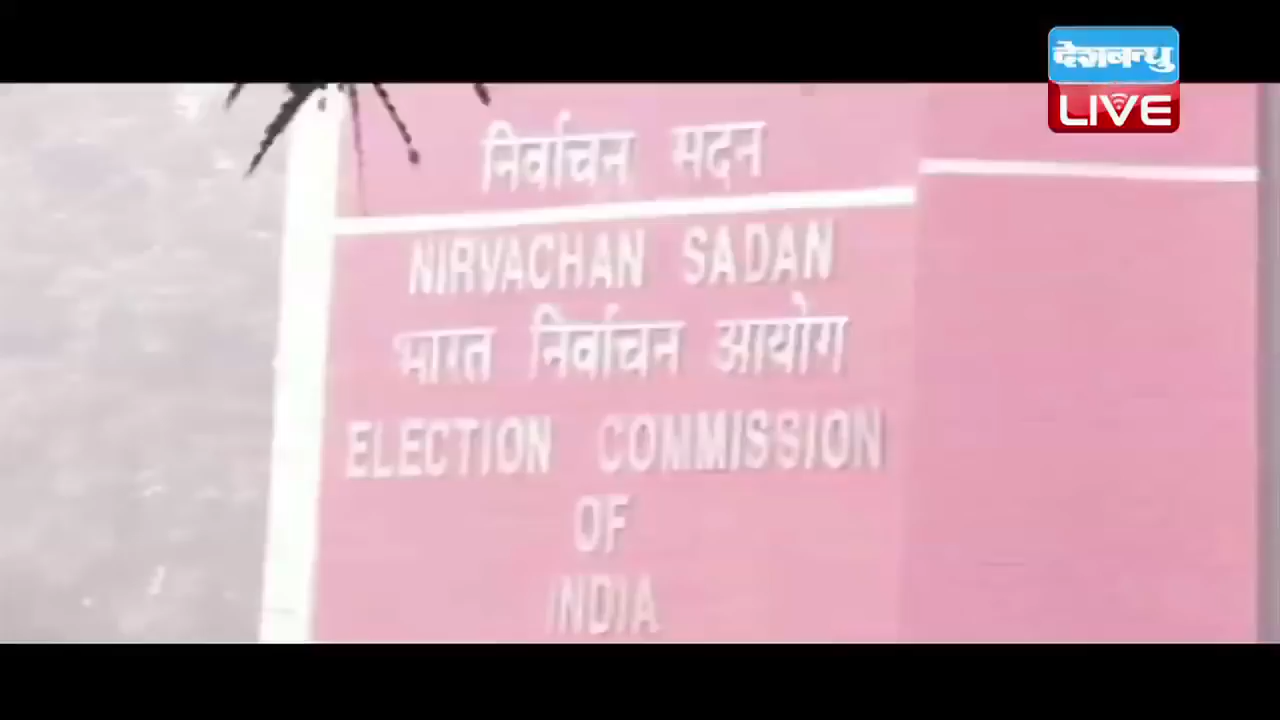 देशबन्धु
LIVE
निर्वाचन सदन
NIRVACHAN SADAN
भारत निर्वाचन आयोग
ELECTION COMMISSION
OF
INDIA